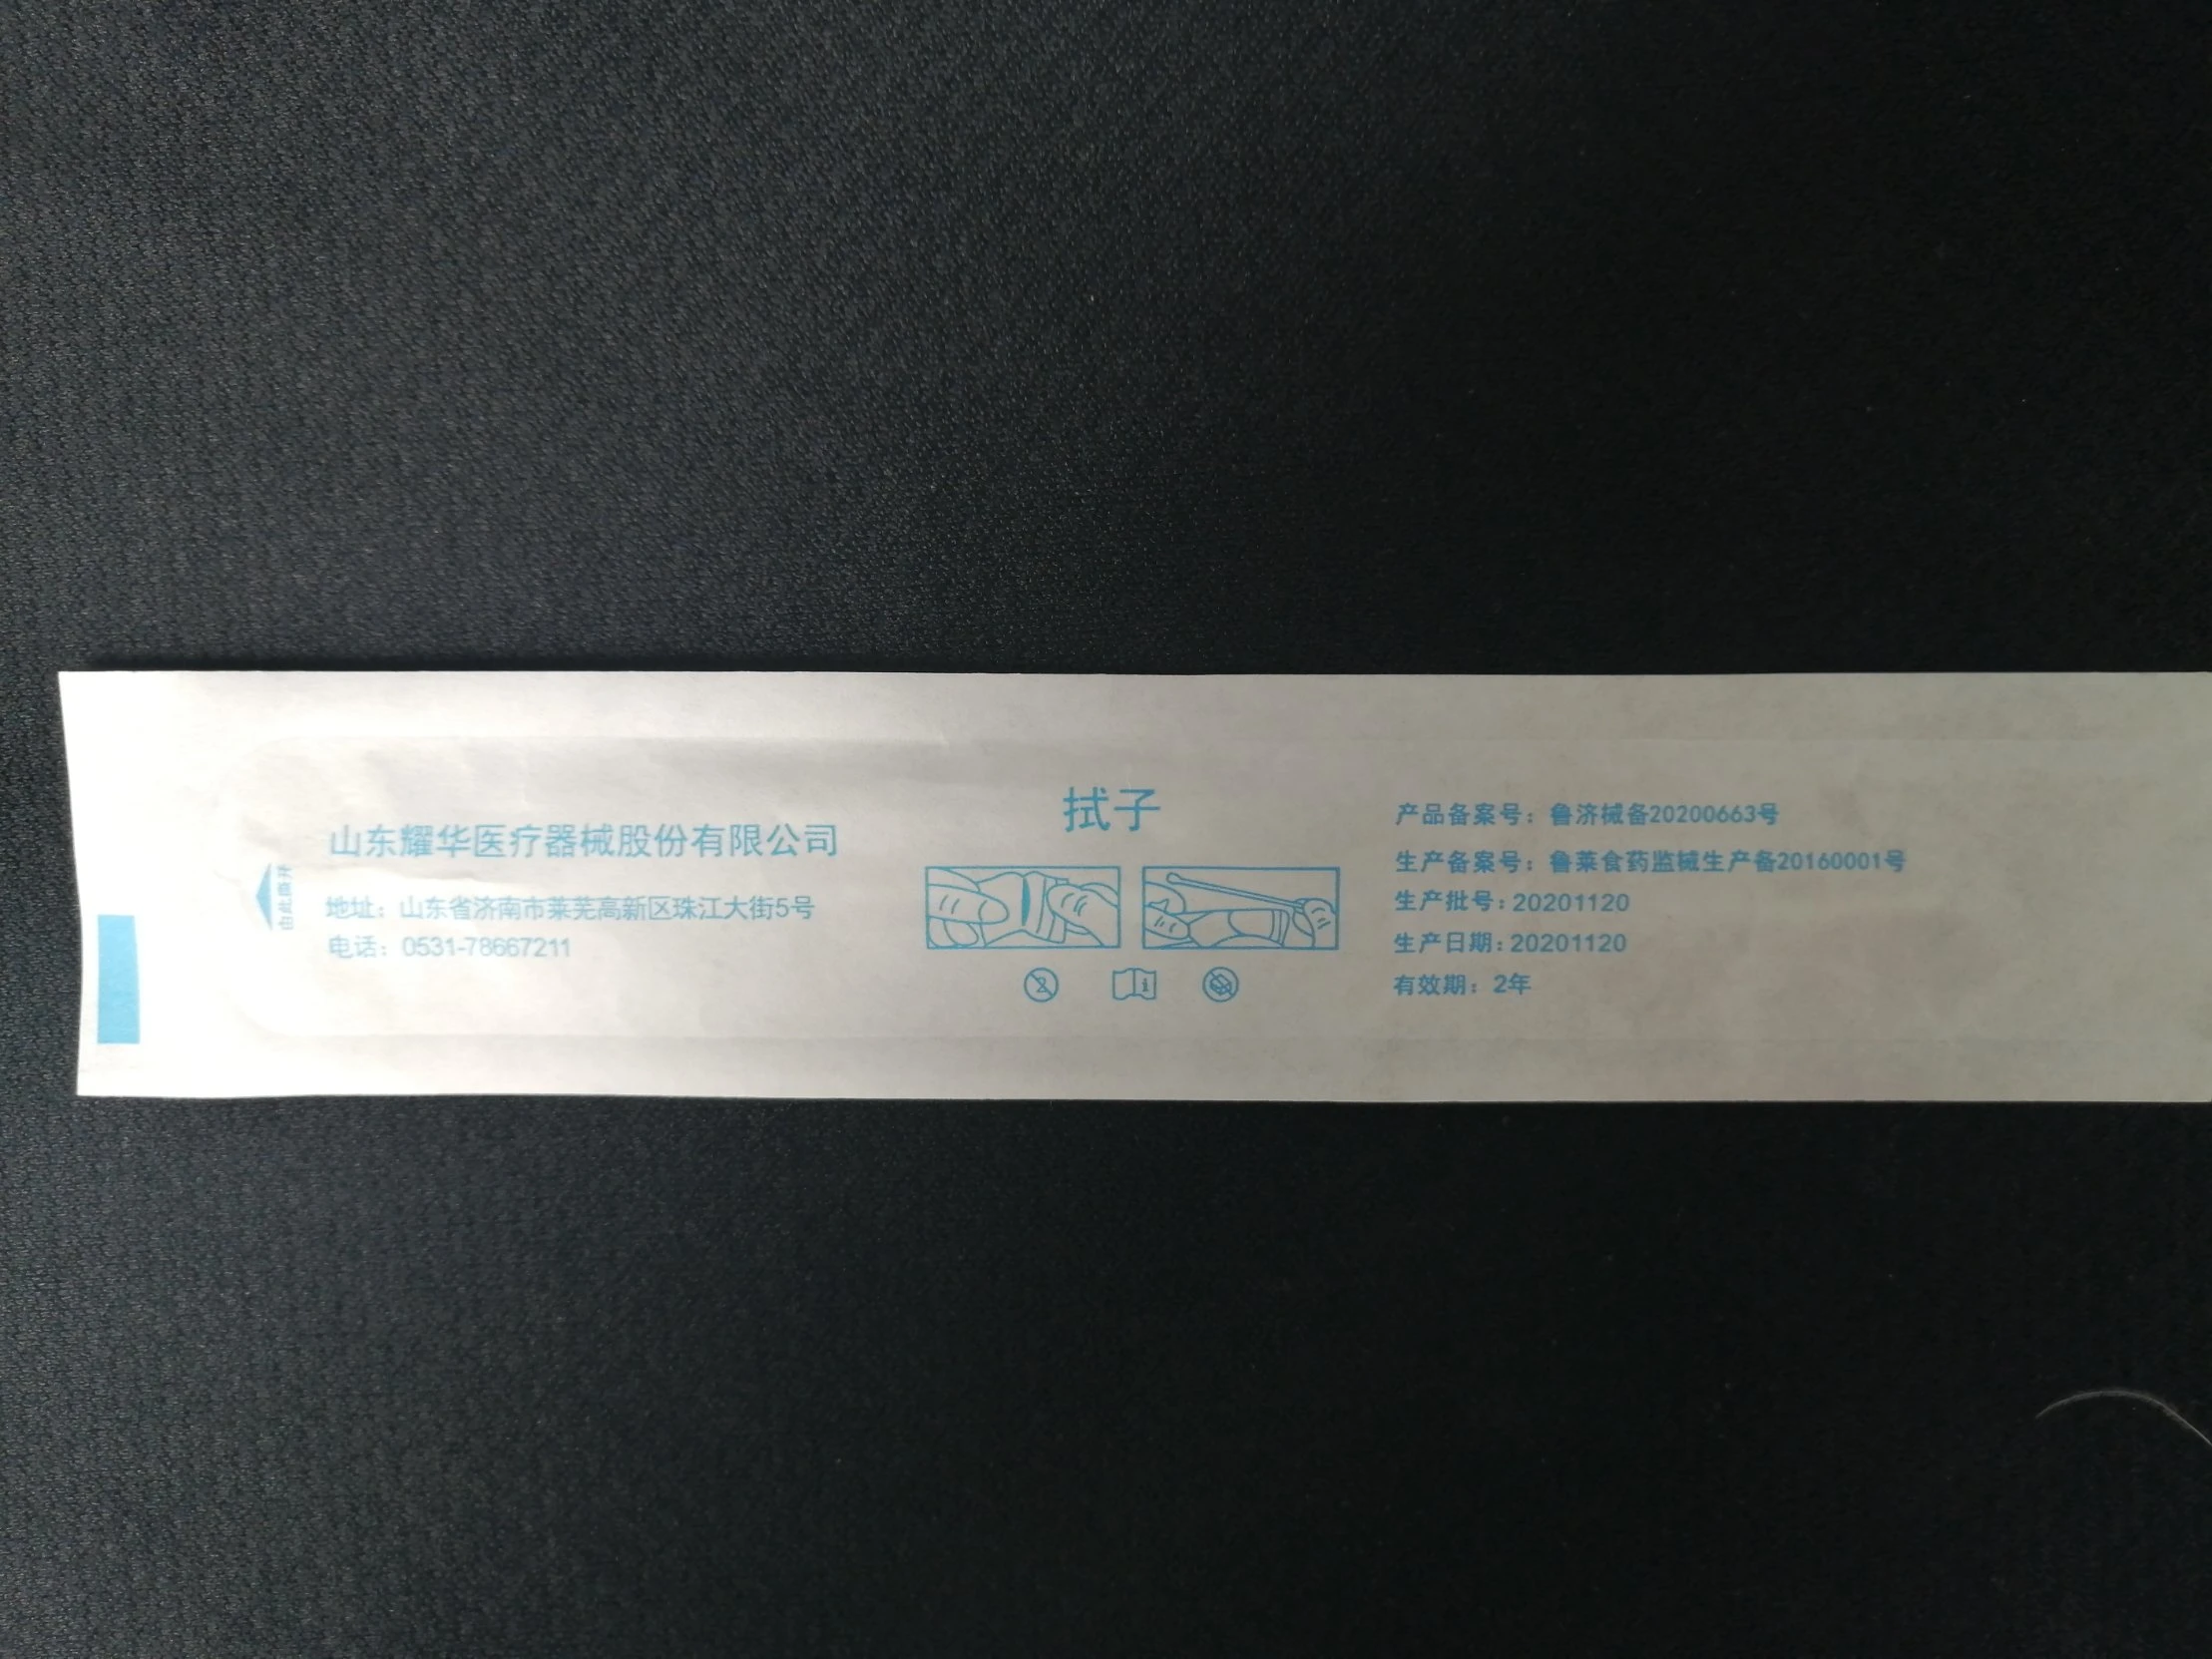 由此撕开
山东耀华医疗器械股份有限公司
地址：山东省济南市莱芜高新区珠江大街5号
电话：0531-78667211
拭子
产品备案号：鲁济械备20200663号
生产备案号：鲁莱食药监械生产备20160001号
生产批号：20201120
生产日期：20201120
有效期：2年